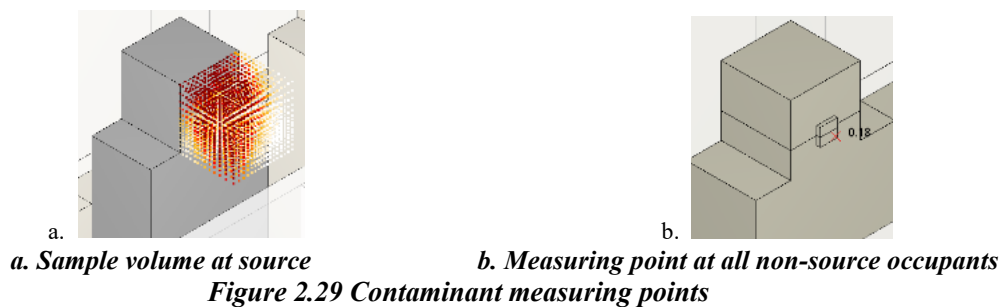 0.18
a. b.
a. Sample volume at source b. Measuring point at all non-source occupants
Figure 2.29 Contaminant measuring points